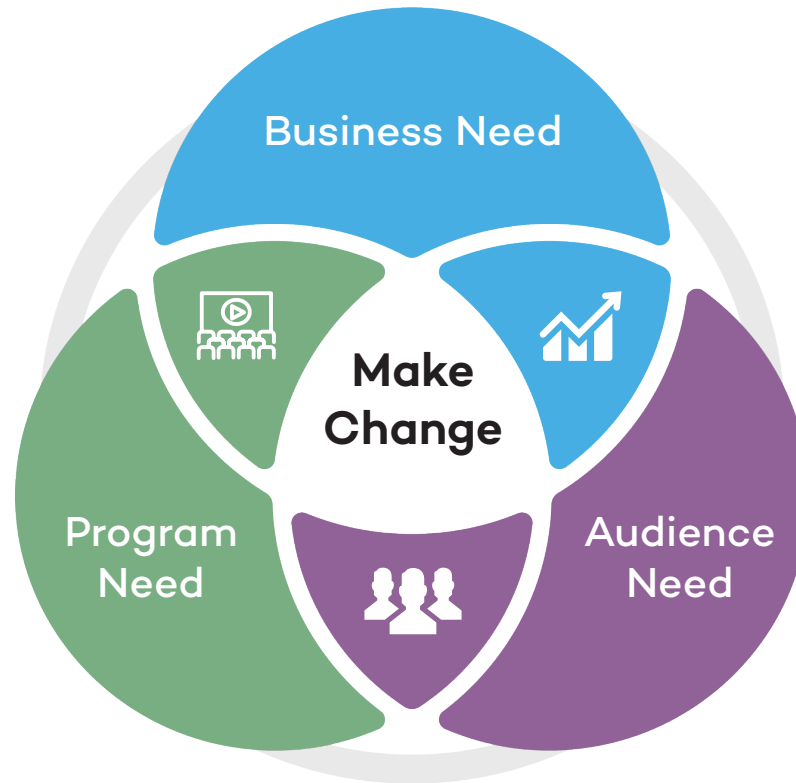 Business Need
Make
Change
Program
Need
Audience
Need